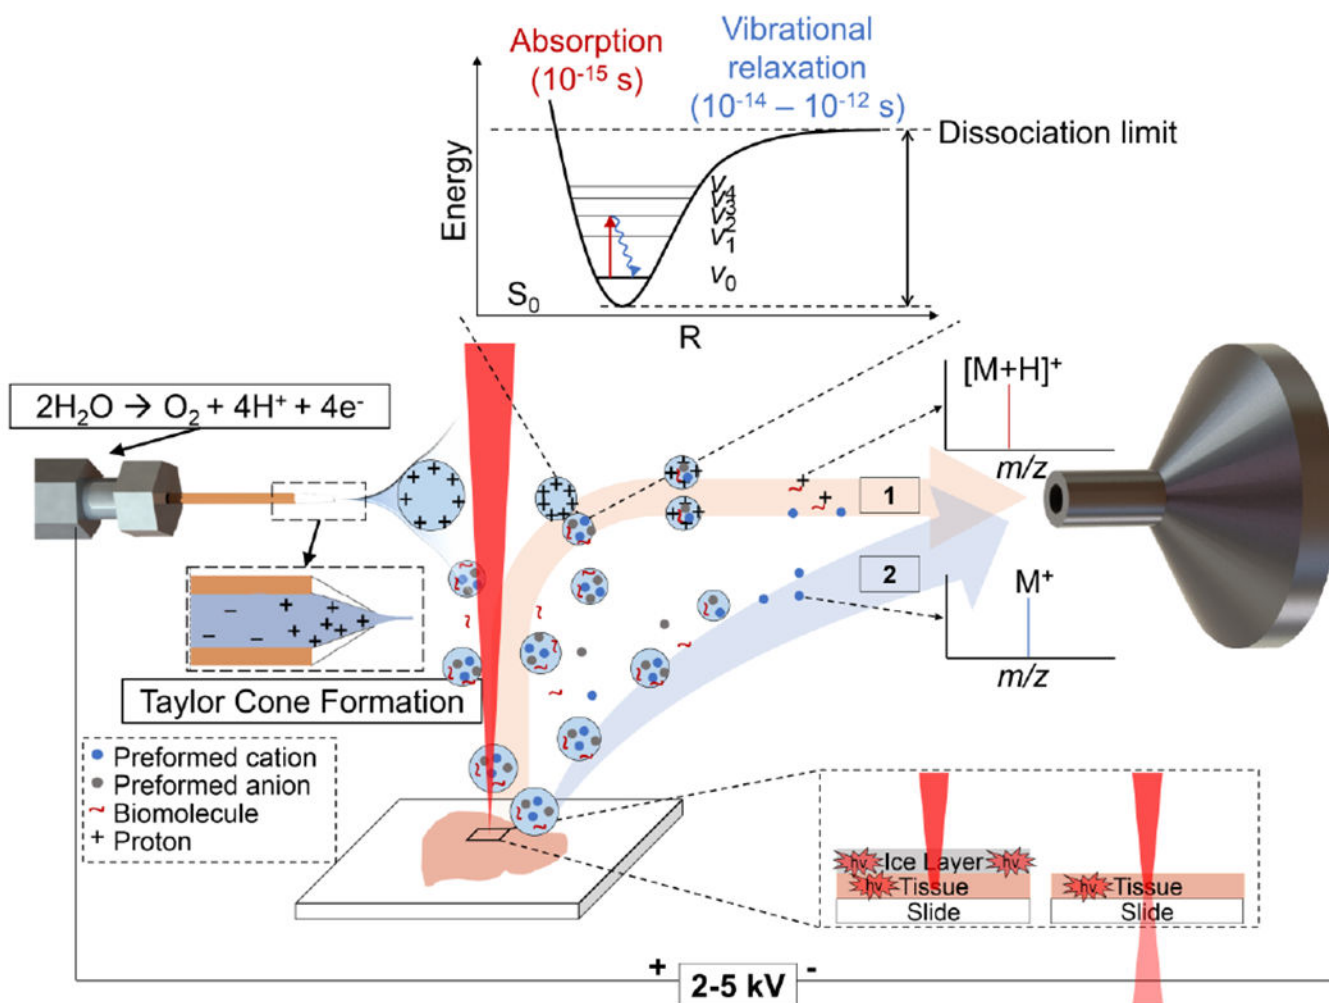 Absorption
(10⁻¹⁵ s)
Vibrational
relaxation
(10⁻¹⁴ – 10⁻¹² s)
Dissociation limit
Energy
v₄
v₃
v₂
v₁
v₀
S₀
R
2H₂O → O₂ + 4H⁺ + 4e⁻
[M+H]⁺
m/z
1
2
M⁺
m/z
Taylor Cone Formation
Preformed cation
Preformed anion
Biomolecule
+ Proton
hv Ice Layer hv
hv Tissue
Slide
hv Tissue
Slide
+ 2-5 kV -